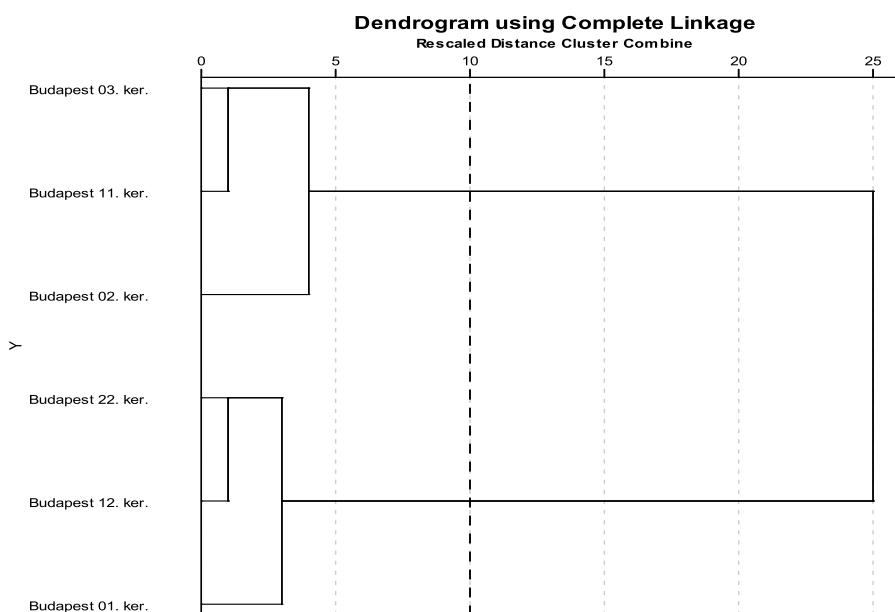 Dendrogram using Complete Linkage
Rescaled Distance Cluster Combine
0 5 10 15 20 25
Budapest 03. ker.
Budapest 11. ker.
Budapest 02. ker.
Y
Budapest 22. ker.
Budapest 12. ker.
Budapest 01. ker.